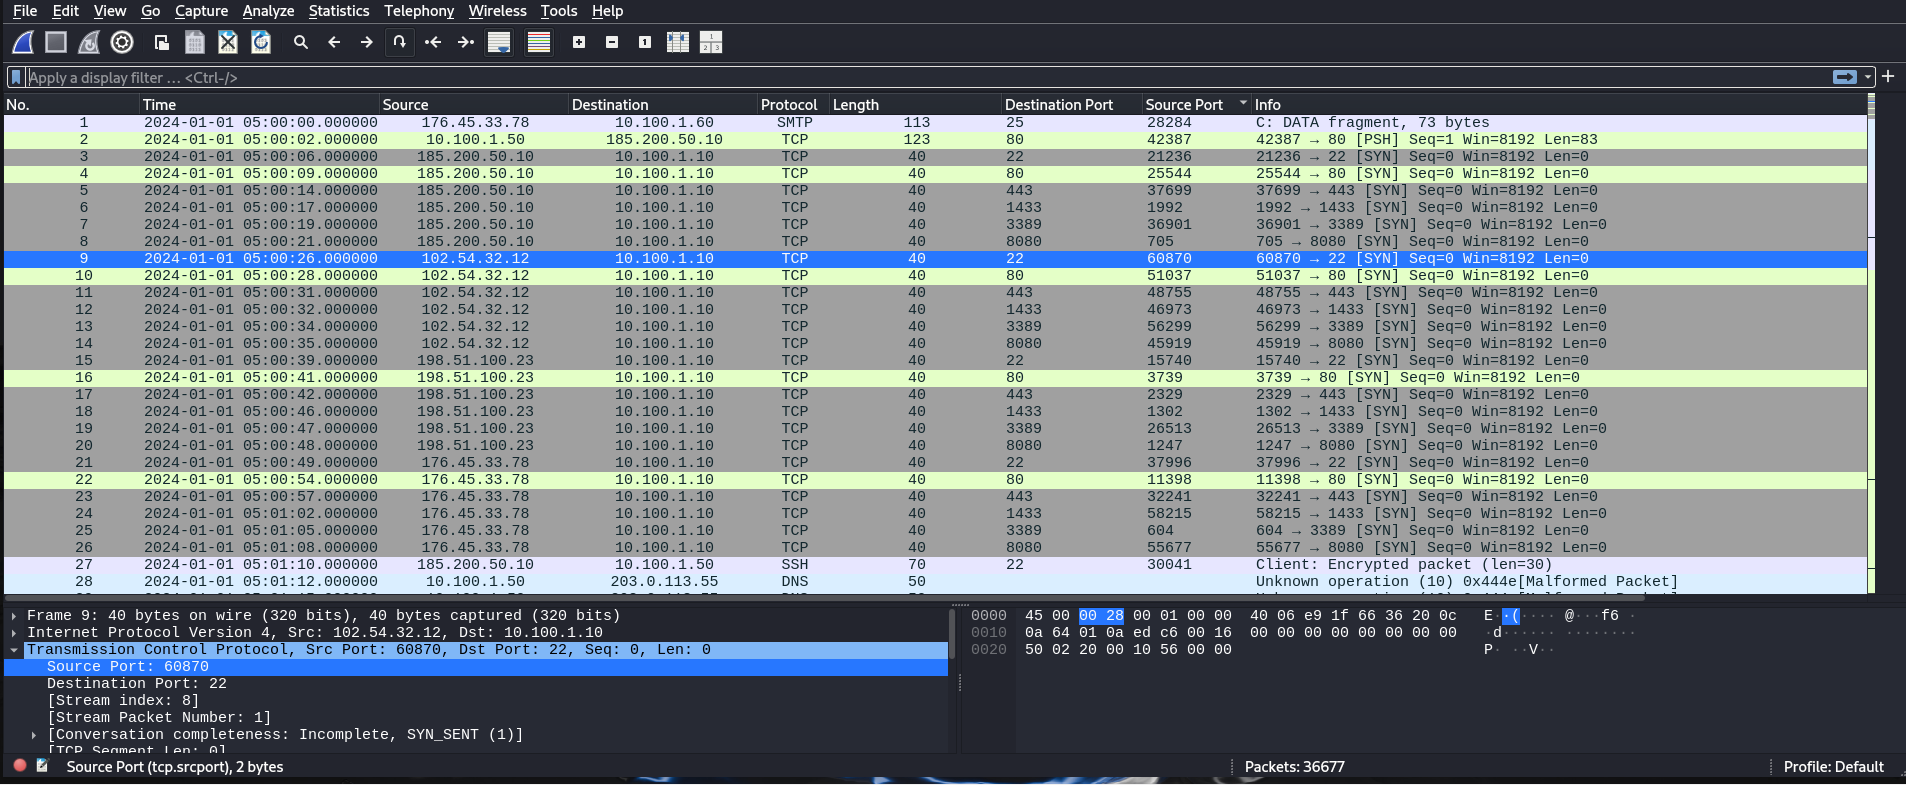 File Edit View Go Capture Analyze Statistics Telephony Wireless Tools Help
Apply a display filter … <Ctrl-/>
No. Time Source Destination Protocol Length Destination Port Source Port Info
1 2024-01-01 05:00:00.000000 176.45.33.78 10.100.1.60 SMTP 113 25 28284 C: DATA fragment, 73 bytes
2 2024-01-01 05:00:02.000000 10.100.1.50 185.200.50.10 TCP 123 80 42387 42387 → 80 [PSH] Seq=1 Win=8192 Len=83
3 2024-01-01 05:00:06.000000 185.200.50.10 10.100.1.10 TCP 40 22 21236 21236 → 22 [SYN] Seq=0 Win=8192 Len=0
4 2024-01-01 05:00:09.000000 185.200.50.10 10.100.1.10 TCP 40 80 25544 25544 → 80 [SYN] Seq=0 Win=8192 Len=0
5 2024-01-01 05:00:14.000000 185.200.50.10 10.100.1.10 TCP 40 443 37699 37699 → 443 [SYN] Seq=0 Win=8192 Len=0
6 2024-01-01 05:00:17.000000 185.200.50.10 10.100.1.10 TCP 40 1433 1992 1992 → 1433 [SYN] Seq=0 Win=8192 Len=0
7 2024-01-01 05:00:19.000000 185.200.50.10 10.100.1.10 TCP 40 3389 36901 36901 → 3389 [SYN] Seq=0 Win=8192 Len=0
8 2024-01-01 05:00:21.000000 185.200.50.10 10.100.1.10 TCP 40 8080 705 705 → 8080 [SYN] Seq=0 Win=8192 Len=0
9 2024-01-01 05:00:26.000000 102.54.32.12 10.100.1.10 TCP 40 22 60870 60870 → 22 [SYN] Seq=0 Win=8192 Len=0
10 2024-01-01 05:00:28.000000 102.54.32.12 10.100.1.10 TCP 40 80 51037 51037 → 80 [SYN] Seq=0 Win=8192 Len=0
11 2024-01-01 05:00:31.000000 102.54.32.12 10.100.1.10 TCP 40 443 48755 48755 → 443 [SYN] Seq=0 Win=8192 Len=0
12 2024-01-01 05:00:32.000000 102.54.32.12 10.100.1.10 TCP 40 1433 46973 46973 → 1433 [SYN] Seq=0 Win=8192 Len=0
13 2024-01-01 05:00:34.000000 102.54.32.12 10.100.1.10 TCP 40 3389 56299 56299 → 3389 [SYN] Seq=0 Win=8192 Len=0
14 2024-01-01 05:00:35.000000 102.54.32.12 10.100.1.10 TCP 40 8080 45919 45919 → 8080 [SYN] Seq=0 Win=8192 Len=0
15 2024-01-01 05:00:39.000000 198.51.100.23 10.100.1.10 TCP 40 22 15740 15740 → 22 [SYN] Seq=0 Win=8192 Len=0
16 2024-01-01 05:00:41.000000 198.51.100.23 10.100.1.10 TCP 40 80 3739 3739 → 80 [SYN] Seq=0 Win=8192 Len=0
17 2024-01-01 05:00:42.000000 198.51.100.23 10.100.1.10 TCP 40 443 2329 2329 → 443 [SYN] Seq=0 Win=8192 Len=0
18 2024-01-01 05:00:46.000000 198.51.100.23 10.100.1.10 TCP 40 1433 1302 1302 → 1433 [SYN] Seq=0 Win=8192 Len=0
19 2024-01-01 05:00:47.000000 198.51.100.23 10.100.1.10 TCP 40 3389 26513 26513 → 3389 [SYN] Seq=0 Win=8192 Len=0
20 2024-01-01 05:00:48.000000 198.51.100.23 10.100.1.10 TCP 40 8080 1247 1247 → 8080 [SYN] Seq=0 Win=8192 Len=0
21 2024-01-01 05:00:49.000000 176.45.33.78 10.100.1.10 TCP 40 22 37996 37996 → 22 [SYN] Seq=0 Win=8192 Len=0
22 2024-01-01 05:00:54.000000 176.45.33.78 10.100.1.10 TCP 40 80 11398 11398 → 80 [SYN] Seq=0 Win=8192 Len=0
23 2024-01-01 05:00:57.000000 176.45.33.78 10.100.1.10 TCP 40 443 32241 32241 → 443 [SYN] Seq=0 Win=8192 Len=0
24 2024-01-01 05:01:02.000000 176.45.33.78 10.100.1.10 TCP 40 1433 58215 58215 → 1433 [SYN] Seq=0 Win=8192 Len=0
25 2024-01-01 05:01:05.000000 176.45.33.78 10.100.1.10 TCP 40 3389 604 604 → 3389 [SYN] Seq=0 Win=8192 Len=0
26 2024-01-01 05:01:08.000000 176.45.33.78 10.100.1.10 TCP 40 8080 55677 55677 → 8080 [SYN] Seq=0 Win=8192 Len=0
27 2024-01-01 05:01:10.000000 185.200.50.10 10.100.1.50 SSH 70 22 30041 Client: Encrypted packet (len=30)
28 2024-01-01 05:01:12.000000 10.100.1.50 203.0.113.55 DNS 50 Unknown operation (10) 0x444e[Malformed Packet]
Frame 9: 40 bytes on wire (320 bits), 40 bytes captured (320 bits)
Internet Protocol Version 4, Src: 102.54.32.12, Dst: 10.100.1.10
Transmission Control Protocol, Src Port: 60870, Dst Port: 22, Seq: 0, Len: 0
Source Port: 60870
Destination Port: 22
[Stream index: 8]
[Stream Packet Number: 1]
[Conversation completeness: Incomplete, SYN_SENT (1)]
[TCP Segment Len: 0]
0000 45 00 00 28 00 01 00 00 40 06 e9 1f 66 36 20 0c E··(···· @···f6 ·
0010 0a 64 01 0a ed c6 00 16 00 00 00 00 00 00 00 00 ·d······ ········
0020 50 02 20 00 10 56 00 00 P· ··V··
Source Port (tcp.srcport), 2 bytes
Packets: 36677
Profile: Default